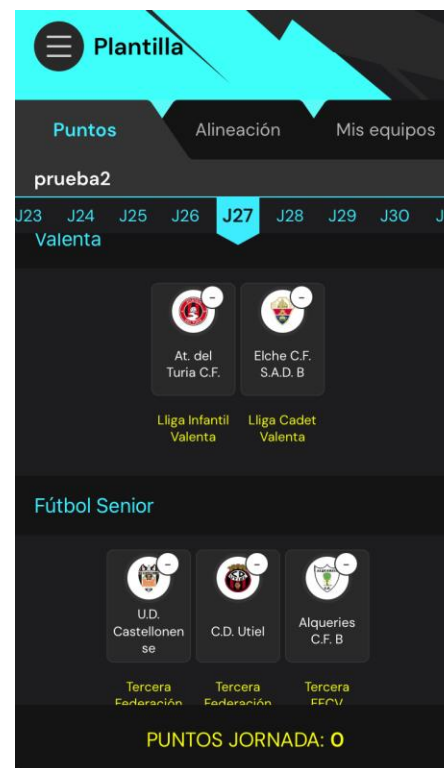 Plantilla
Puntos Alineación Mis equipos
prueba2
J23 J24 J25 J26 J27 J28 J29 J30 J
Valenta
- -
At. del Elche C.F.
Turia C.F. S.A.D. B
Lliga Infantil Lliga Cadet
Valenta Valenta
Fútbol Senior
- - -
U.D.
Castellonen C.D. Utiel Alqueries
se C.F. B
Tercera Tercera Tercera
Federación Federación FFCV
PUNTOS JORNADA: 0